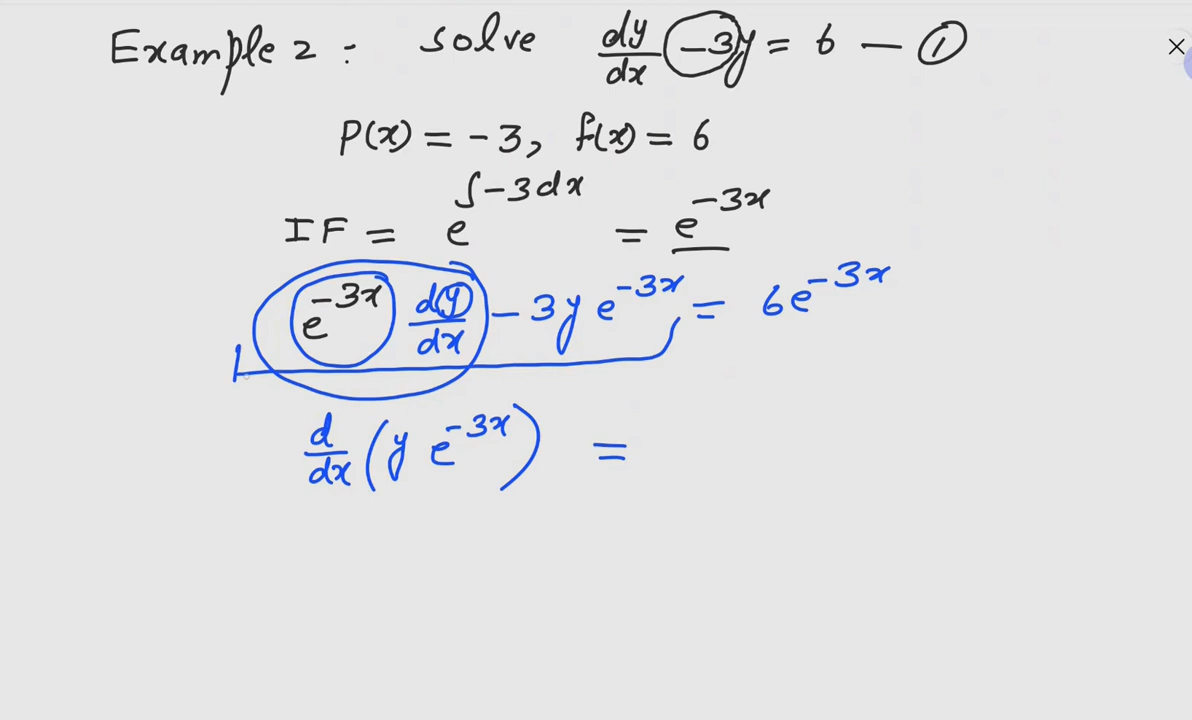 Example 2 : solve dy/dx -3y = 6 — ①
P(x) = -3, f(x) = 6
IF = e^∫-3dx = e^-3x
e^-3x dy/dx - 3y e^-3x = 6e^-3x
d/dx (y e^-3x) =